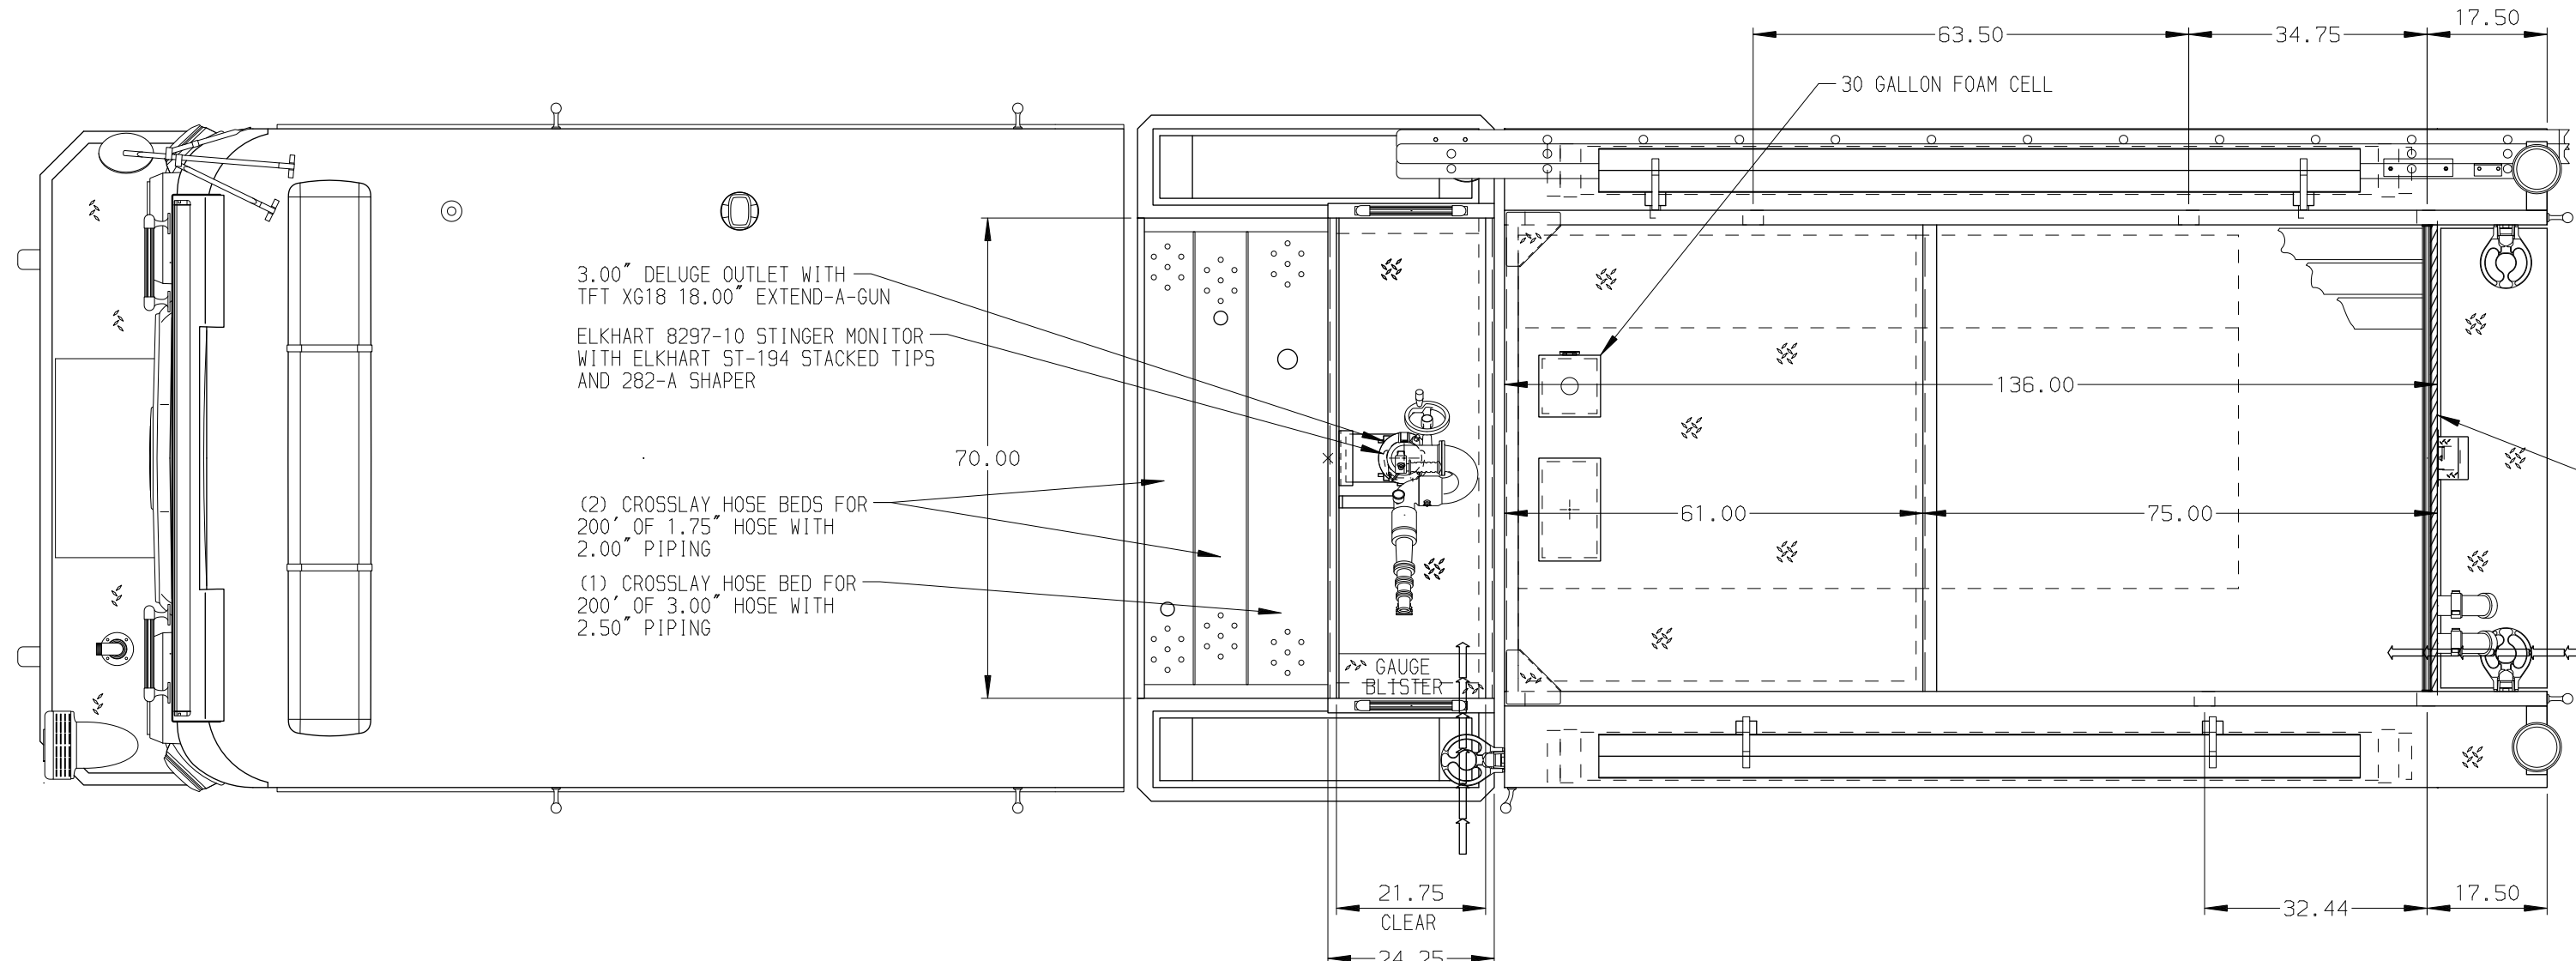 17.50
63.50
34.75
30 GALLON FOAM CELL
3.00" DELUGE OUTLET WITH
TFT XG18 18.00" EXTEND-A-GUN
ELKHART 8297-10 STINGER MONITOR
WITH ELKHART ST-194 STACKED TIPS
AND 282-A SHAPER
136.00
70.00
(2) CROSSLAY HOSE BEDS FOR
200' OF 1.75" HOSE WITH
2.00" PIPING
61.00
75.00
(1) CROSSLAY HOSE BED FOR
200' OF 3.00" HOSE WITH
2.50" PIPING
GAUGE
BLISTER
21.75
CLEAR
32.44
17.50
24.25